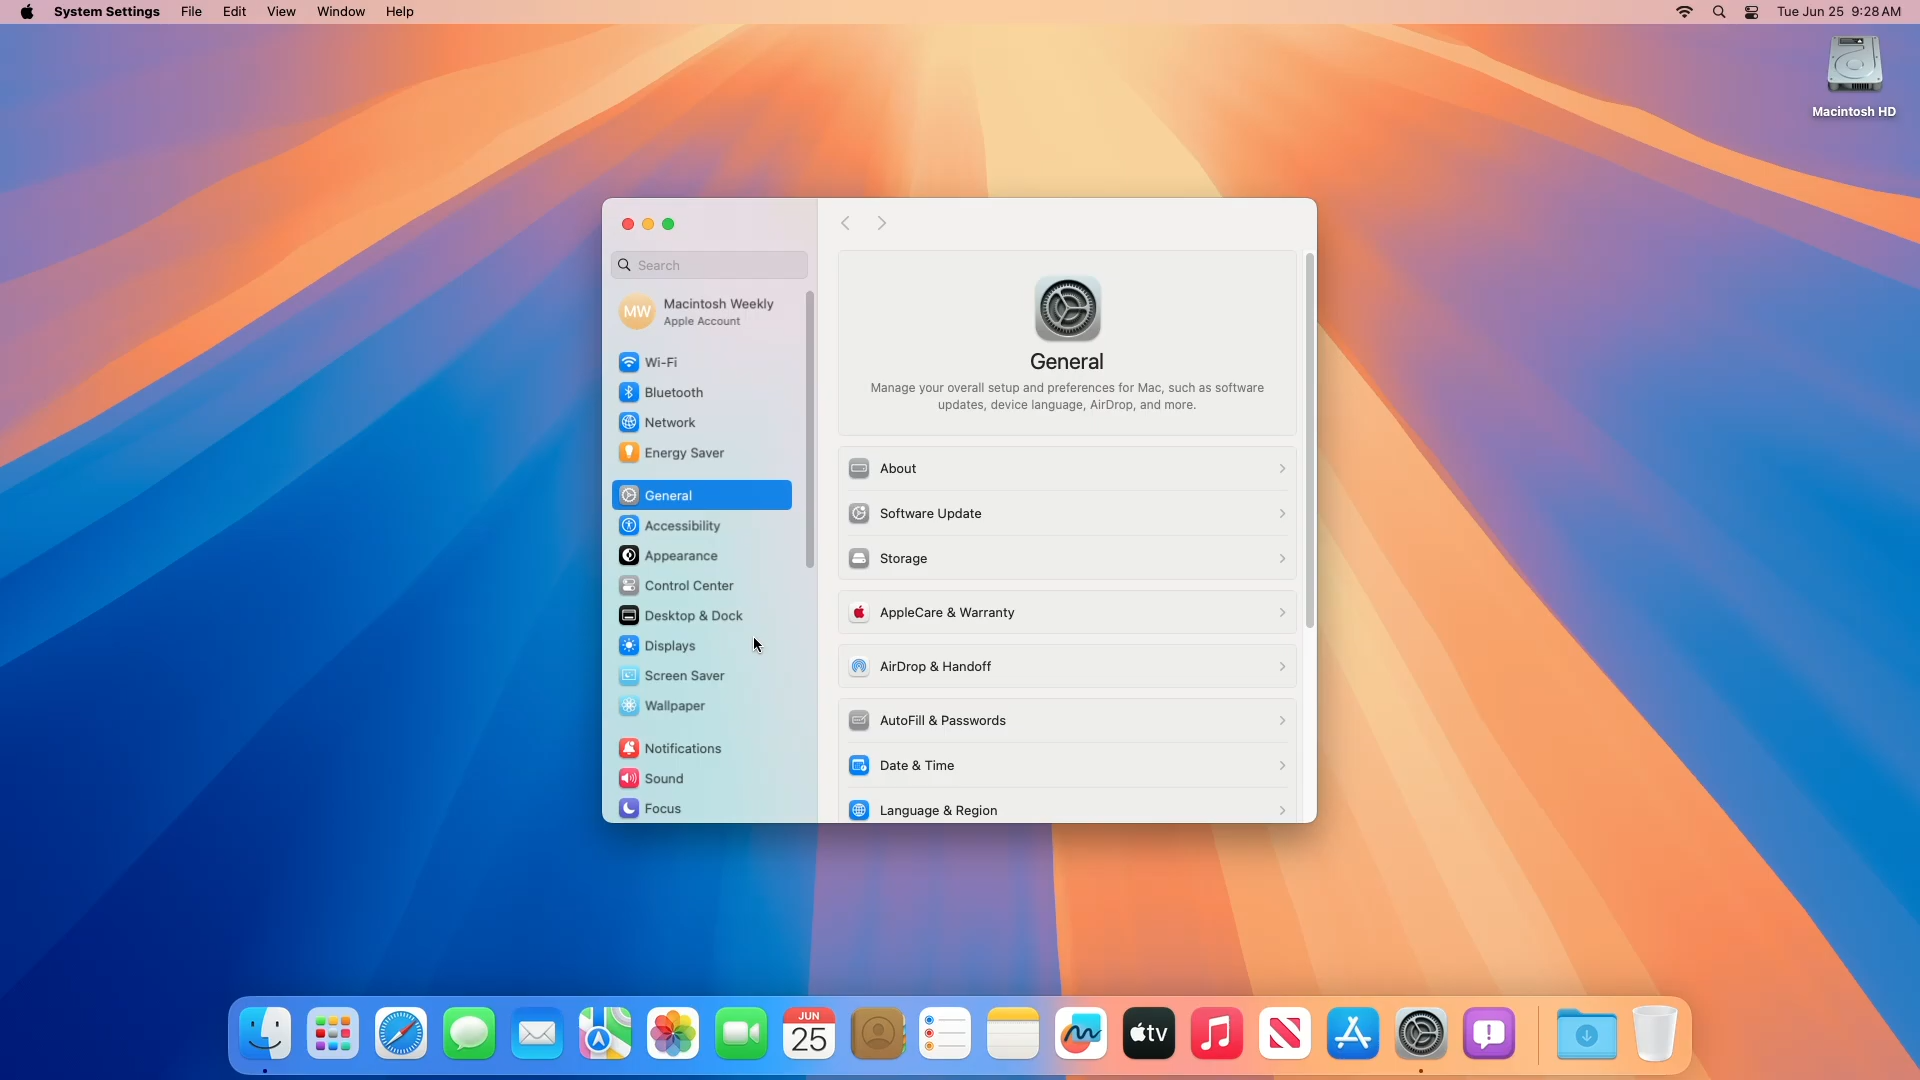 System Settings File Edit View Window Help Tue Jun 25 9:28 AM
Macintosh HD
Search
MW
Macintosh Weekly
Apple Account
Wi-Fi
Bluetooth
Network
Energy Saver
General
Accessibility
Appearance
Control Center
Desktop & Dock
Displays
Screen Saver
Wallpaper
Notifications
Sound
Focus
General
Manage your overall setup and preferences for Mac, such as software
updates, device language, AirDrop, and more.
About
Software Update
Storage
AppleCare & Warranty
AirDrop & Handoff
AutoFill & Passwords
Date & Time
Language & Region
JUN
25
tv